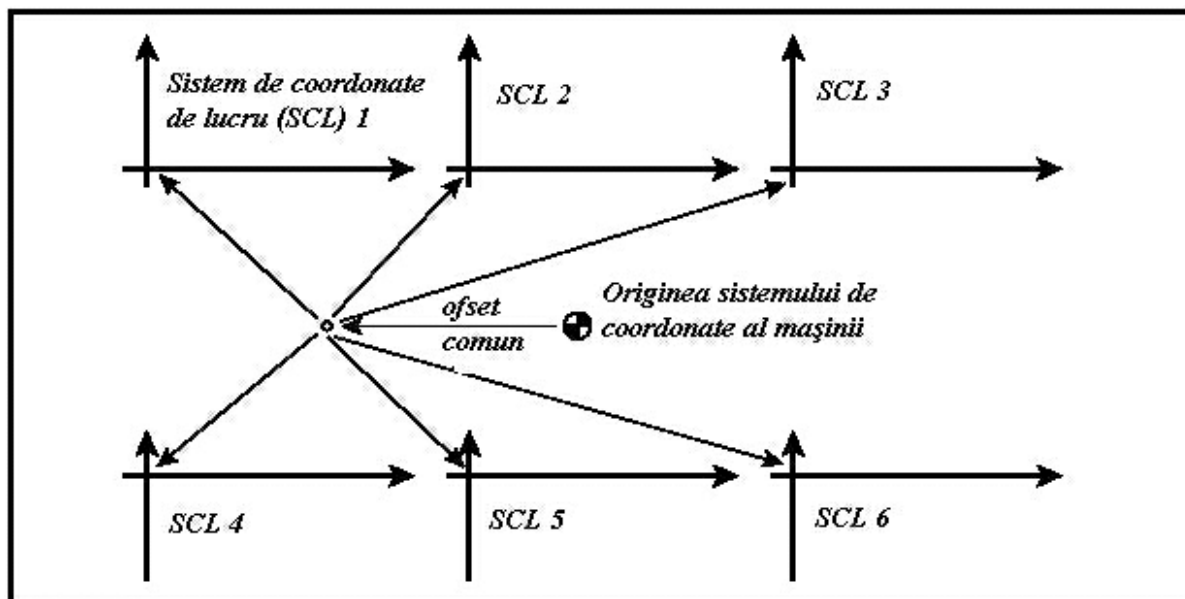 Sistem de coordonate
de lucru (SCL) 1
SCL 2
SCL 3
ofset
comun
Originea sistemului de
coordonate al maşinii
SCL 4
SCL 5
SCL 6